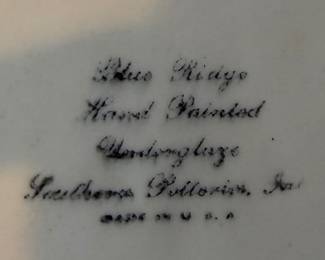 Blue Ridge
Hand Painted
Underglaze
Southern Potteries, Inc
MADE IN U.S.A